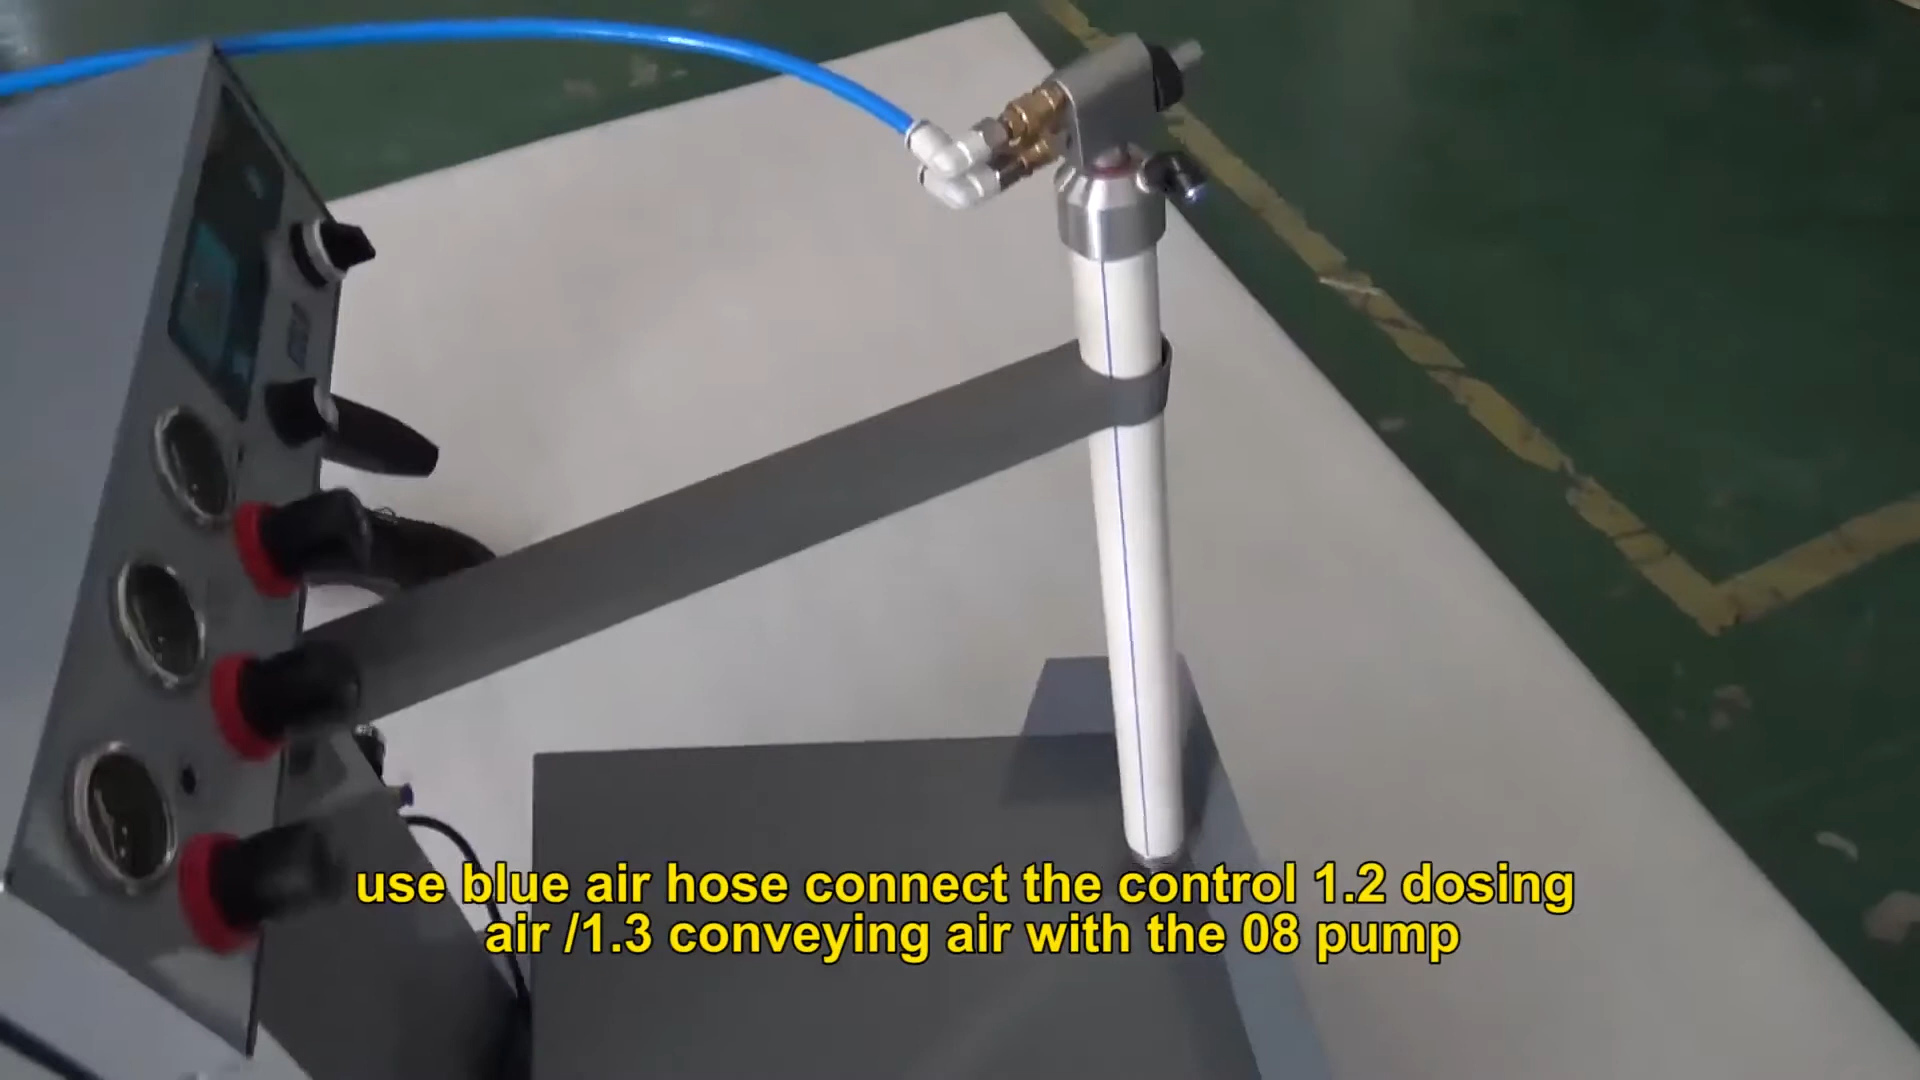 use blue air hose connect the control 1.2 dosing
air /1.3 conveying air with the 08 pump